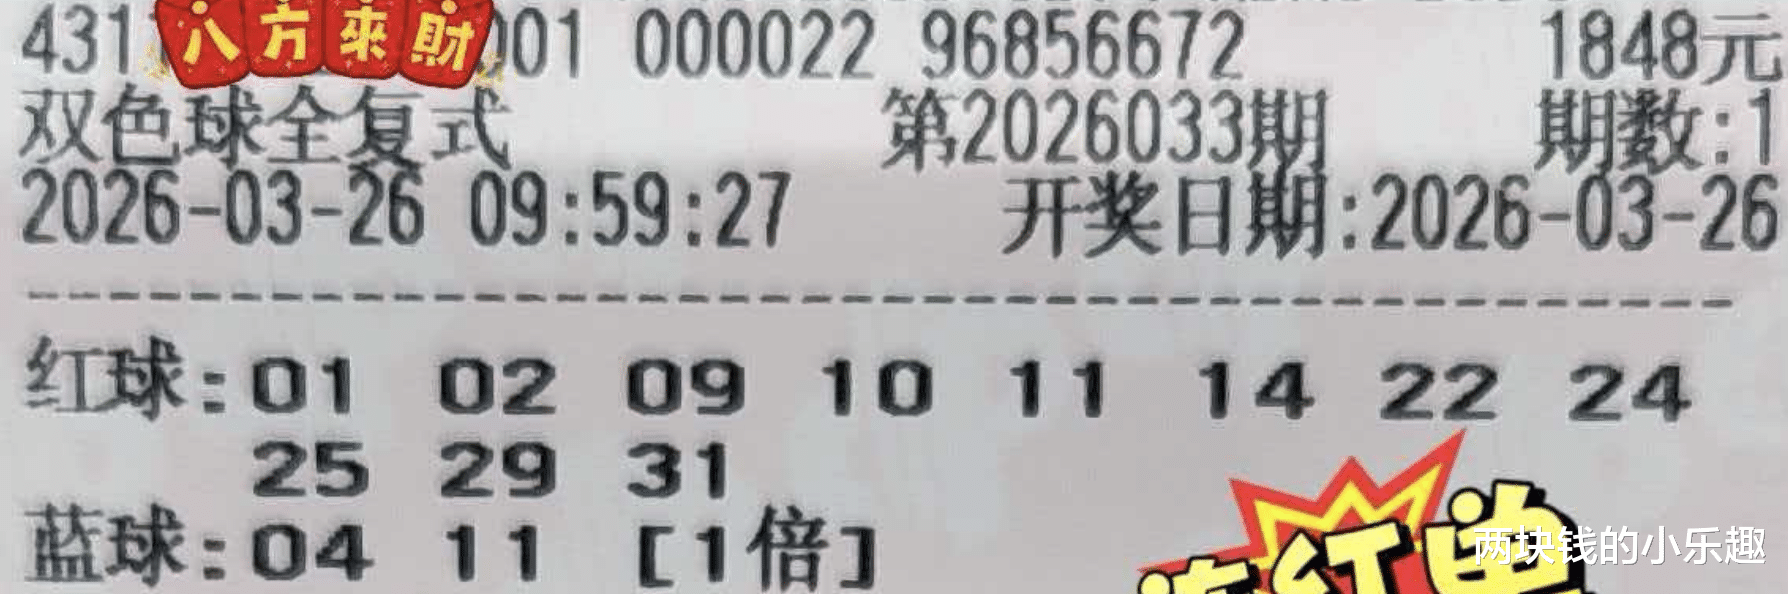 431 八方來財 001 000022 96856672 1848元
双色球全复式 第2026033期 期数:1
2026-03-26 09:59:27 开奖日期:2026-03-26
红球:01 02 09 10 11 14 22 24
25 29 31
蓝球:04 11 [1倍]
两块钱的小乐趣